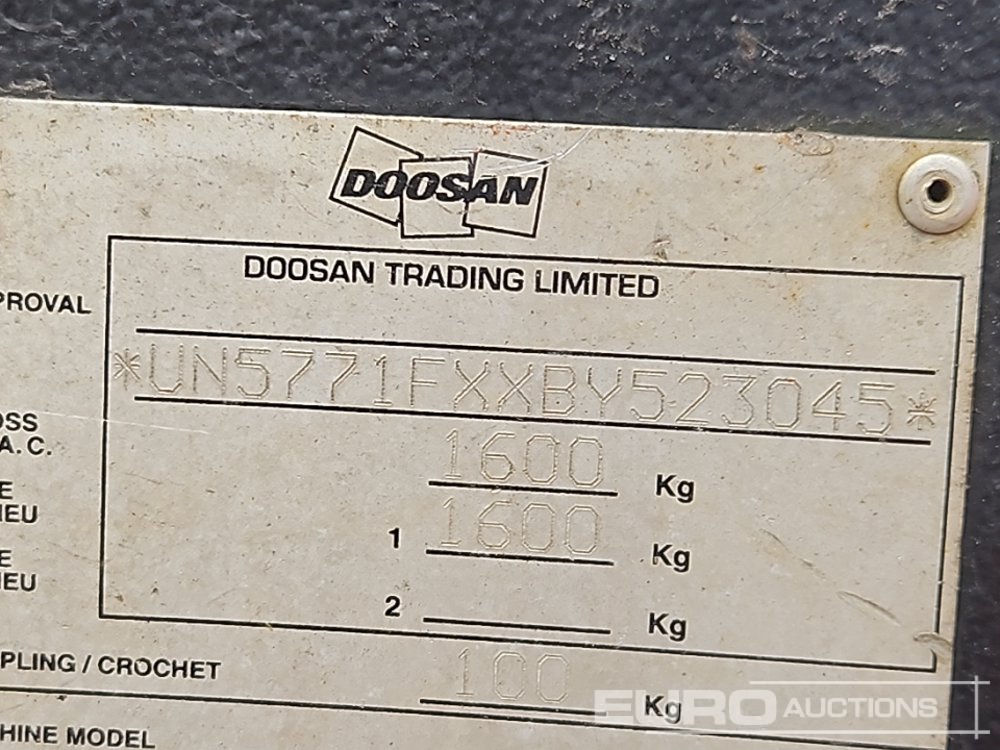 DOOSAN
DOOSAN TRADING LIMITED
PROVAL
*UN5771FXXBY523045*
OSS
A.C.
1600 Kg
E
IEU
1 1600 Kg
E
IEU
2 Kg
PLING / CROCHET
100 Kg
HINE MODEL
EURO AUCTIONS